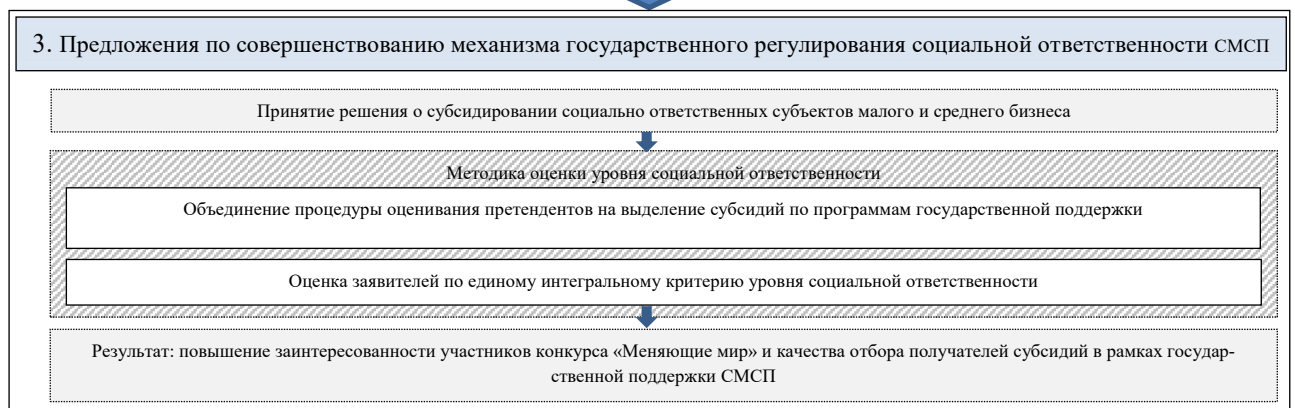 3. Предложения по совершенствованию механизма государственного регулирования социальной ответственности СМСП
Принятие решения о субсидировании социально ответственных субъектов малого и среднего бизнеса
Методика оценки уровня социальной ответственности
Объединение процедуры оценивания претендентов на выделение субсидий по программам государственной поддержки
Оценка заявителей по единому интегральному критерию уровня социальной ответственности
Результат: повышение заинтересованности участников конкурса «Меняющие мир» и качества отбора получателей субсидий в рамках государ-
ственной поддержки СМСП